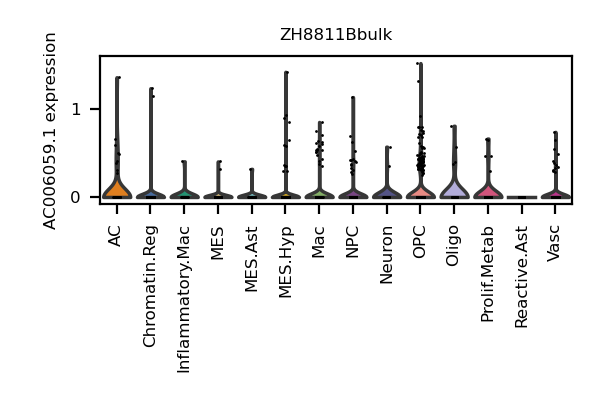 ZH8811Bbulk
AC006059.1 expression
1
0
AC
Chromatin.Reg
Inflammatory.Mac
MES
MES.Ast
MES.Hyp
Mac
NPC
Neuron
OPC
Oligo
Prolif.Metab
Reactive.Ast
Vasc